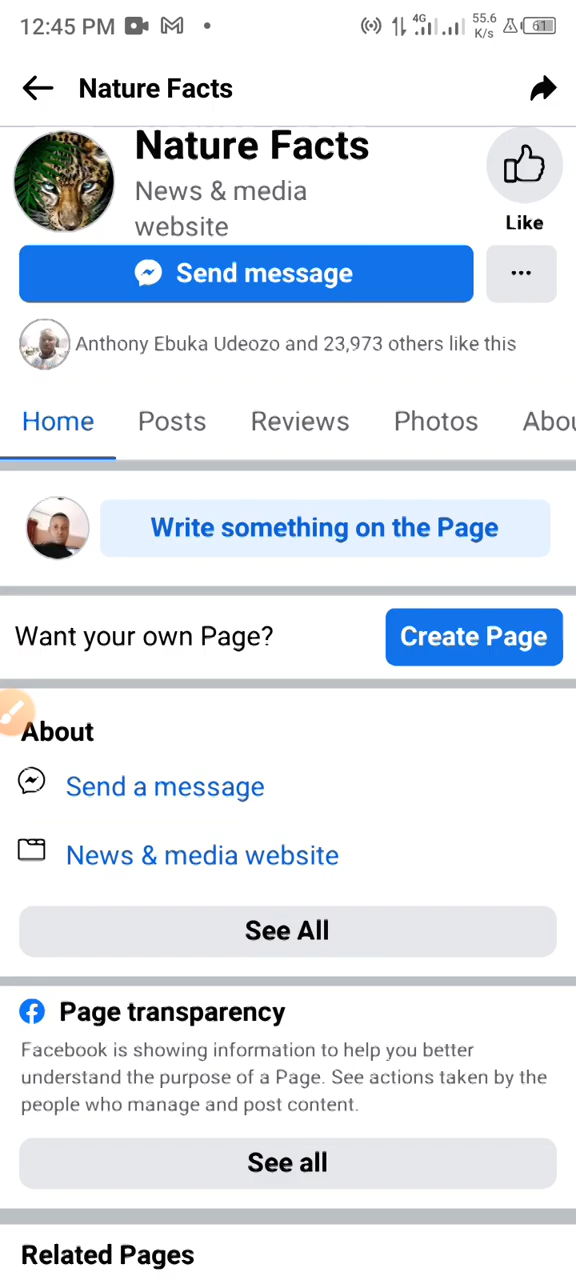 12:45 PM 4G 55.6 K/s 61
Nature Facts
Nature Facts
News & media
website
Like
Send message
Anthony Ebuka Udeozo and 23,973 others like this
Home Posts Reviews Photos Abou
Write something on the Page
Want your own Page? Create Page
About
Send a message
News & media website
See All
Page transparency
Facebook is showing information to help you better
understand the purpose of a Page. See actions taken by the
people who manage and post content.
See all
Related Pages